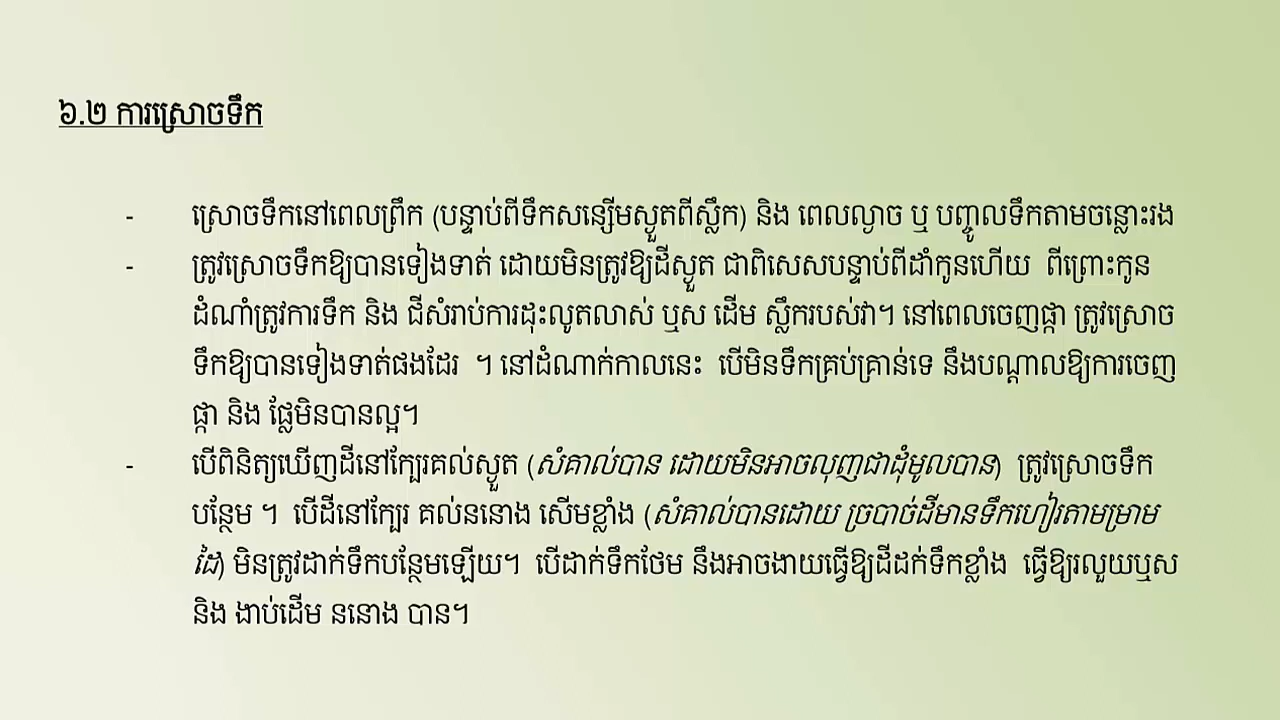 ៦.២ ការស្រោចទឹក
- ស្រោចទឹកនៅពេលព្រឹក (បន្ទាប់ពីទឹកសន្សើមស្ងួតពីស្លឹក) និង ពេលល្ងាច ឬ បញ្ចូលទឹកតាមចន្លោះរង
- ត្រូវស្រោចទឹកឱ្យបានទៀងទាត់ ដោយមិនត្រូវឱ្យដីស្ងួត ជាពិសេសបន្ទាប់ពីដាំកូនហើយ ពីព្រោះកូន
ដំណាំត្រូវការទឹក និង ជីសំរាប់ការដុះលូតលាស់ ឬស ដើម ស្លឹករបស់វា។ នៅពេលចេញផ្កា ត្រូវស្រោច
ទឹកឱ្យបានទៀងទាត់ផងដែរ ។ នៅដំណាក់កាលនេះ បើមិនទឹកគ្រប់គ្រាន់ទេ នឹងបណ្តាលឱ្យការចេញ
ផ្កា និង ផ្លែមិនបានល្អ។
- បើពិនិត្យឃើញដីនៅក្បែរគល់ស្ងួត (សំគាល់បាន ដោយមិនអាចលុញជាដុំមូលបាន) ត្រូវស្រោចទឹក
បន្ថែម ។ បើដីនៅក្បែរ គល់ននោង សើមខ្លាំង (សំគាល់បានដោយ ច្របាច់ដីមានទឹកហៀរតាមម្រាម
ដៃ) មិនត្រូវដាក់ទឹកបន្ថែមឡើយ។ បើដាក់ទឹកថែម នឹងអាចងាយធ្វើឱ្យដីដក់ទឹកខ្លាំង ធ្វើឱ្យរលួយឬស
និង ងាប់ដើម ននោង បាន។